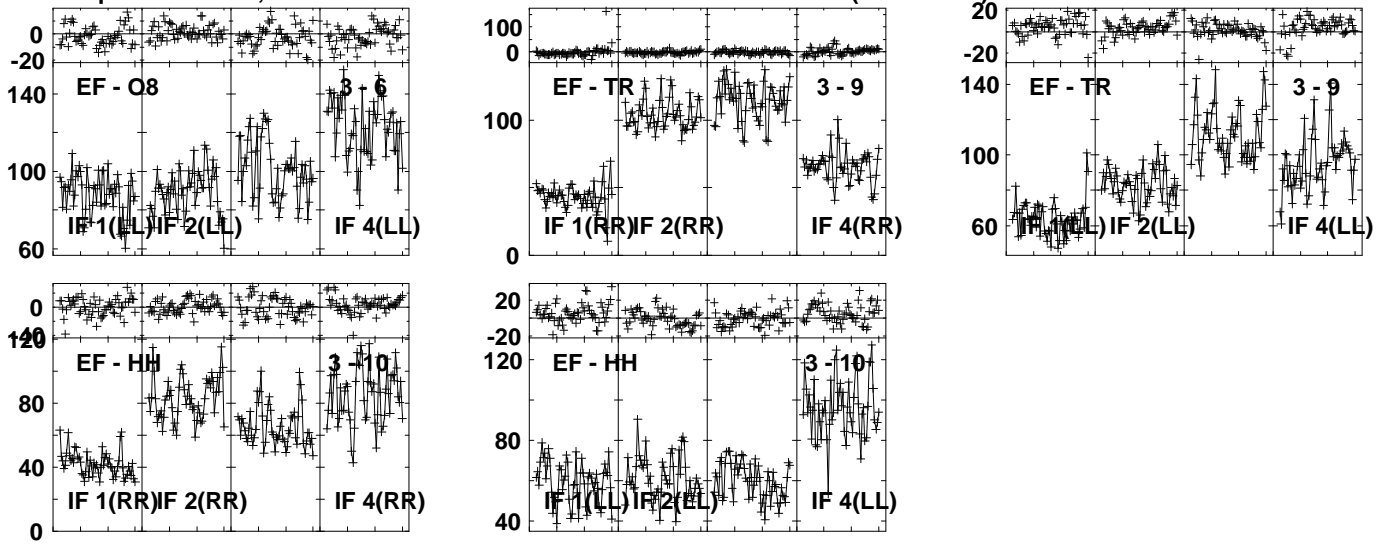 0
-20
140
100
60
EF - O8
3 - 6
IF 1(LL)
IF 2(LL)
IF 4(LL)
100
0
100
0
EF - TR
3 - 9
IF 1(RR)
IF 2(RR)
IF 4(RR)
20
-20
140
100
60
EF - TR
3 - 9
IF 1(LL)
IF 2(LL)
IF 4(LL)
0
-40
120
80
40
0
EF - HH
3 - 10
IF 1(RR)
IF 2(RR)
IF 4(RR)
20
0
-20
120
80
40
EF - HH
3 - 10
IF 1(LL)
IF 2(LL)
IF 4(LL)